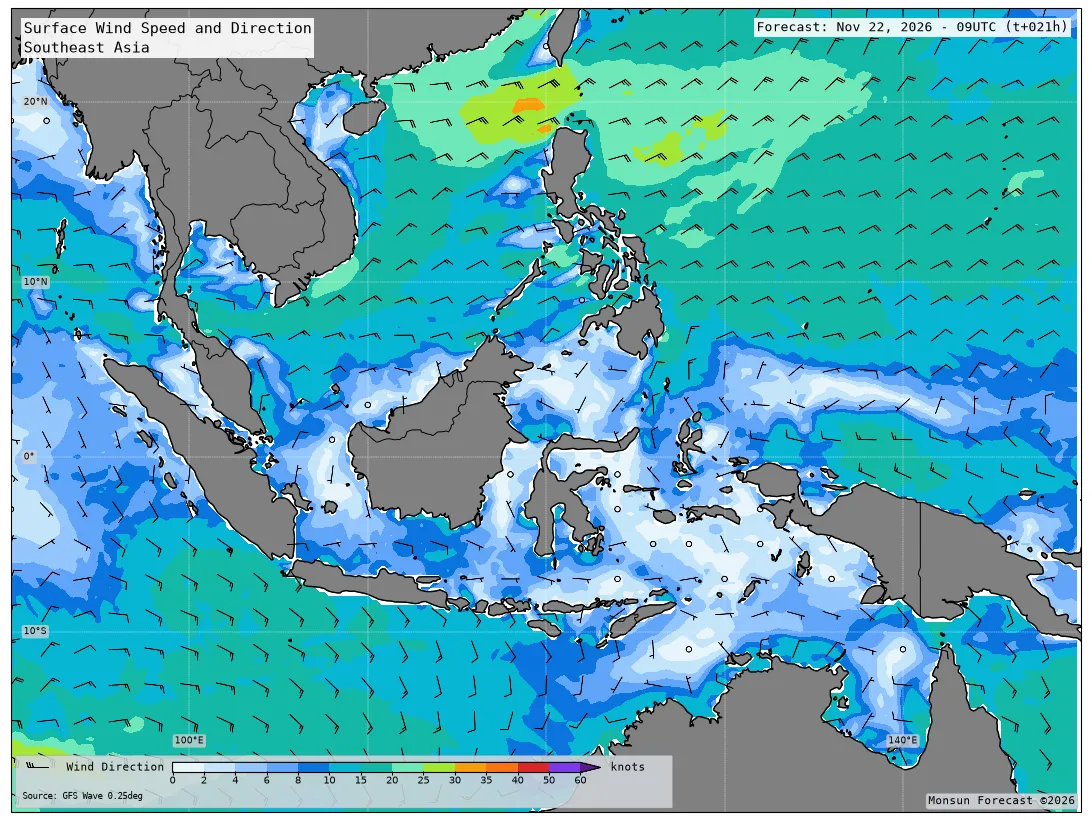 Surface Wind Speed and Direction
Southeast Asia
Forecast: Nov 22, 2026 - 09UTC (t+021h)
20°N
10°N
0°
10°S
100°E
140°E
Wind Direction
0 2 4 6 8 10 15 20 25 30 35 40 50 60
knots
Source: GFS Wave 0.25deg
Monsun Forecast ©2026